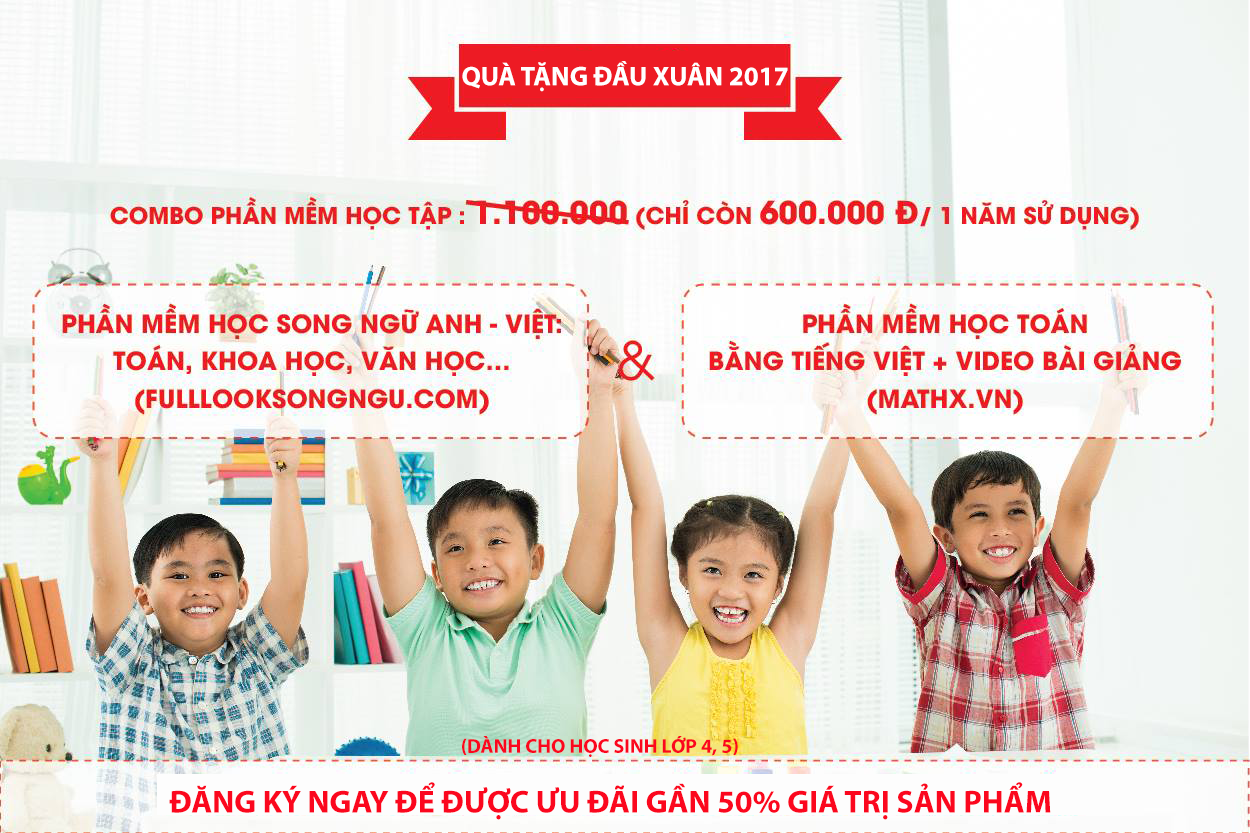 QUÀ TẶNG ĐẦU XUÂN 2017
COMBO PHẦN MỀM HỌC TẬP : 1.100.000 (CHỈ CÒN 600.000 Đ/ 1 NĂM SỬ DỤNG)
PHẦN MỀM HỌC SONG NGỮ ANH - VIỆT:
TOÁN, KHOA HỌC, VĂN HỌC...
(FULLLOOKSONGNGU.COM)
&
PHẦN MỀM HỌC TOÁN
BẰNG TIẾNG VIỆT + VIDEO BÀI GIẢNG
(MATHX.VN)
(DÀNH CHO HỌC SINH LỚP 4, 5)
ĐĂNG KÝ NGAY ĐỂ ĐƯỢC ƯU ĐÃI GẦN 50% GIÁ TRỊ SẢN PHẨM